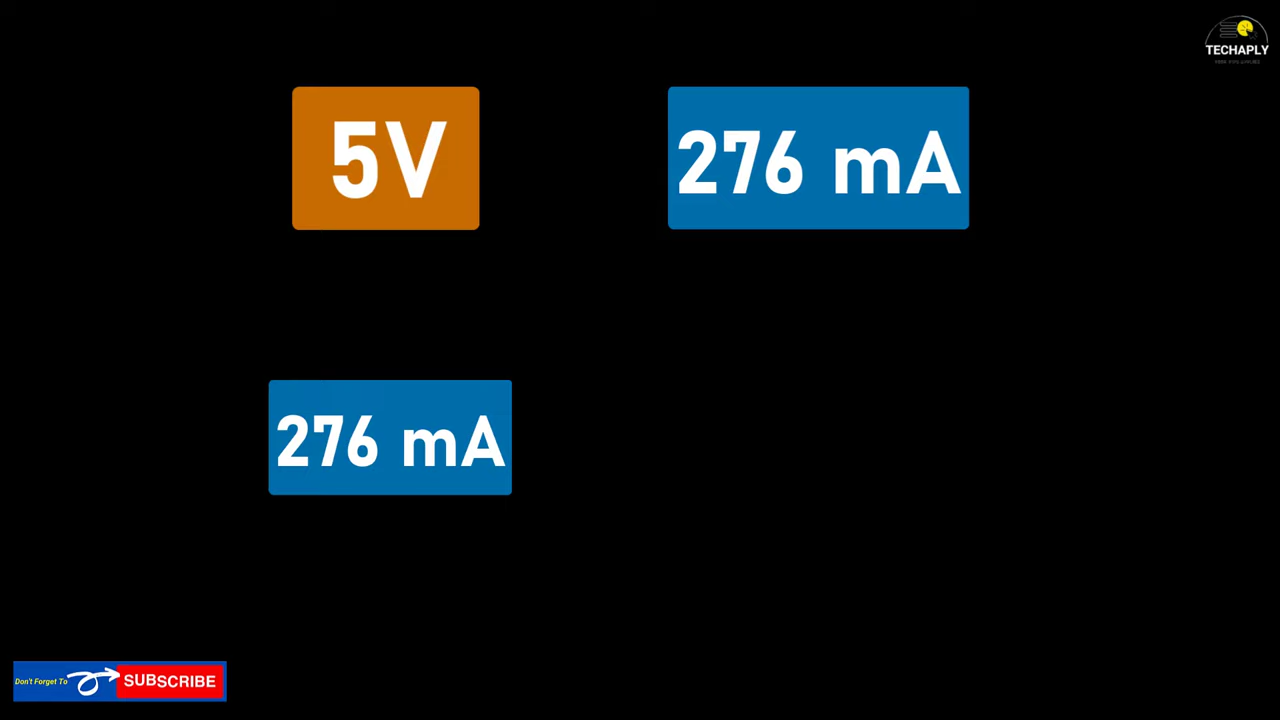 TECHAPLY
5V
276 mA
276 mA
Don't Forget To
SUBSCRIBE